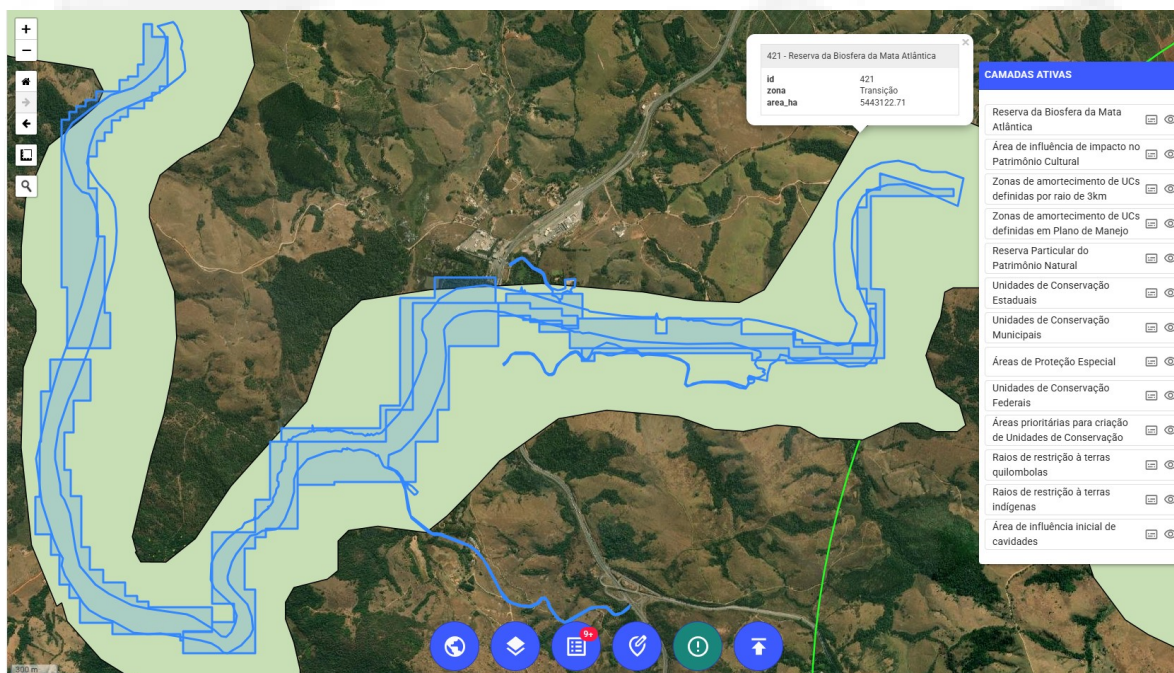 +
−
421 - Reserva da Biosfera da Mata Atlântica
×
id 421
zona Transição
area_ha 5443122.71
CAMADAS ATIVAS
Reserva da Biosfera da Mata
Atlântica
Área de influência de impacto no
Patrimônio Cultural
Zonas de amortecimento de UCs
definidas por raio de 3km
Zonas de amortecimento de UCs
definidas em Plano de Manejo
Reserva Particular do
Patrimônio Natural
Unidades de Conservação
Estaduais
Unidades de Conservação
Municipais
Áreas de Proteção Especial
Unidades de Conservação
Federais
Áreas prioritárias para criação
de Unidades de Conservação
Raios de restrição à terras
quilombolas
Raios de restrição à terras
indígenas
Área de influência inicial de
cavidades
9+
300 m